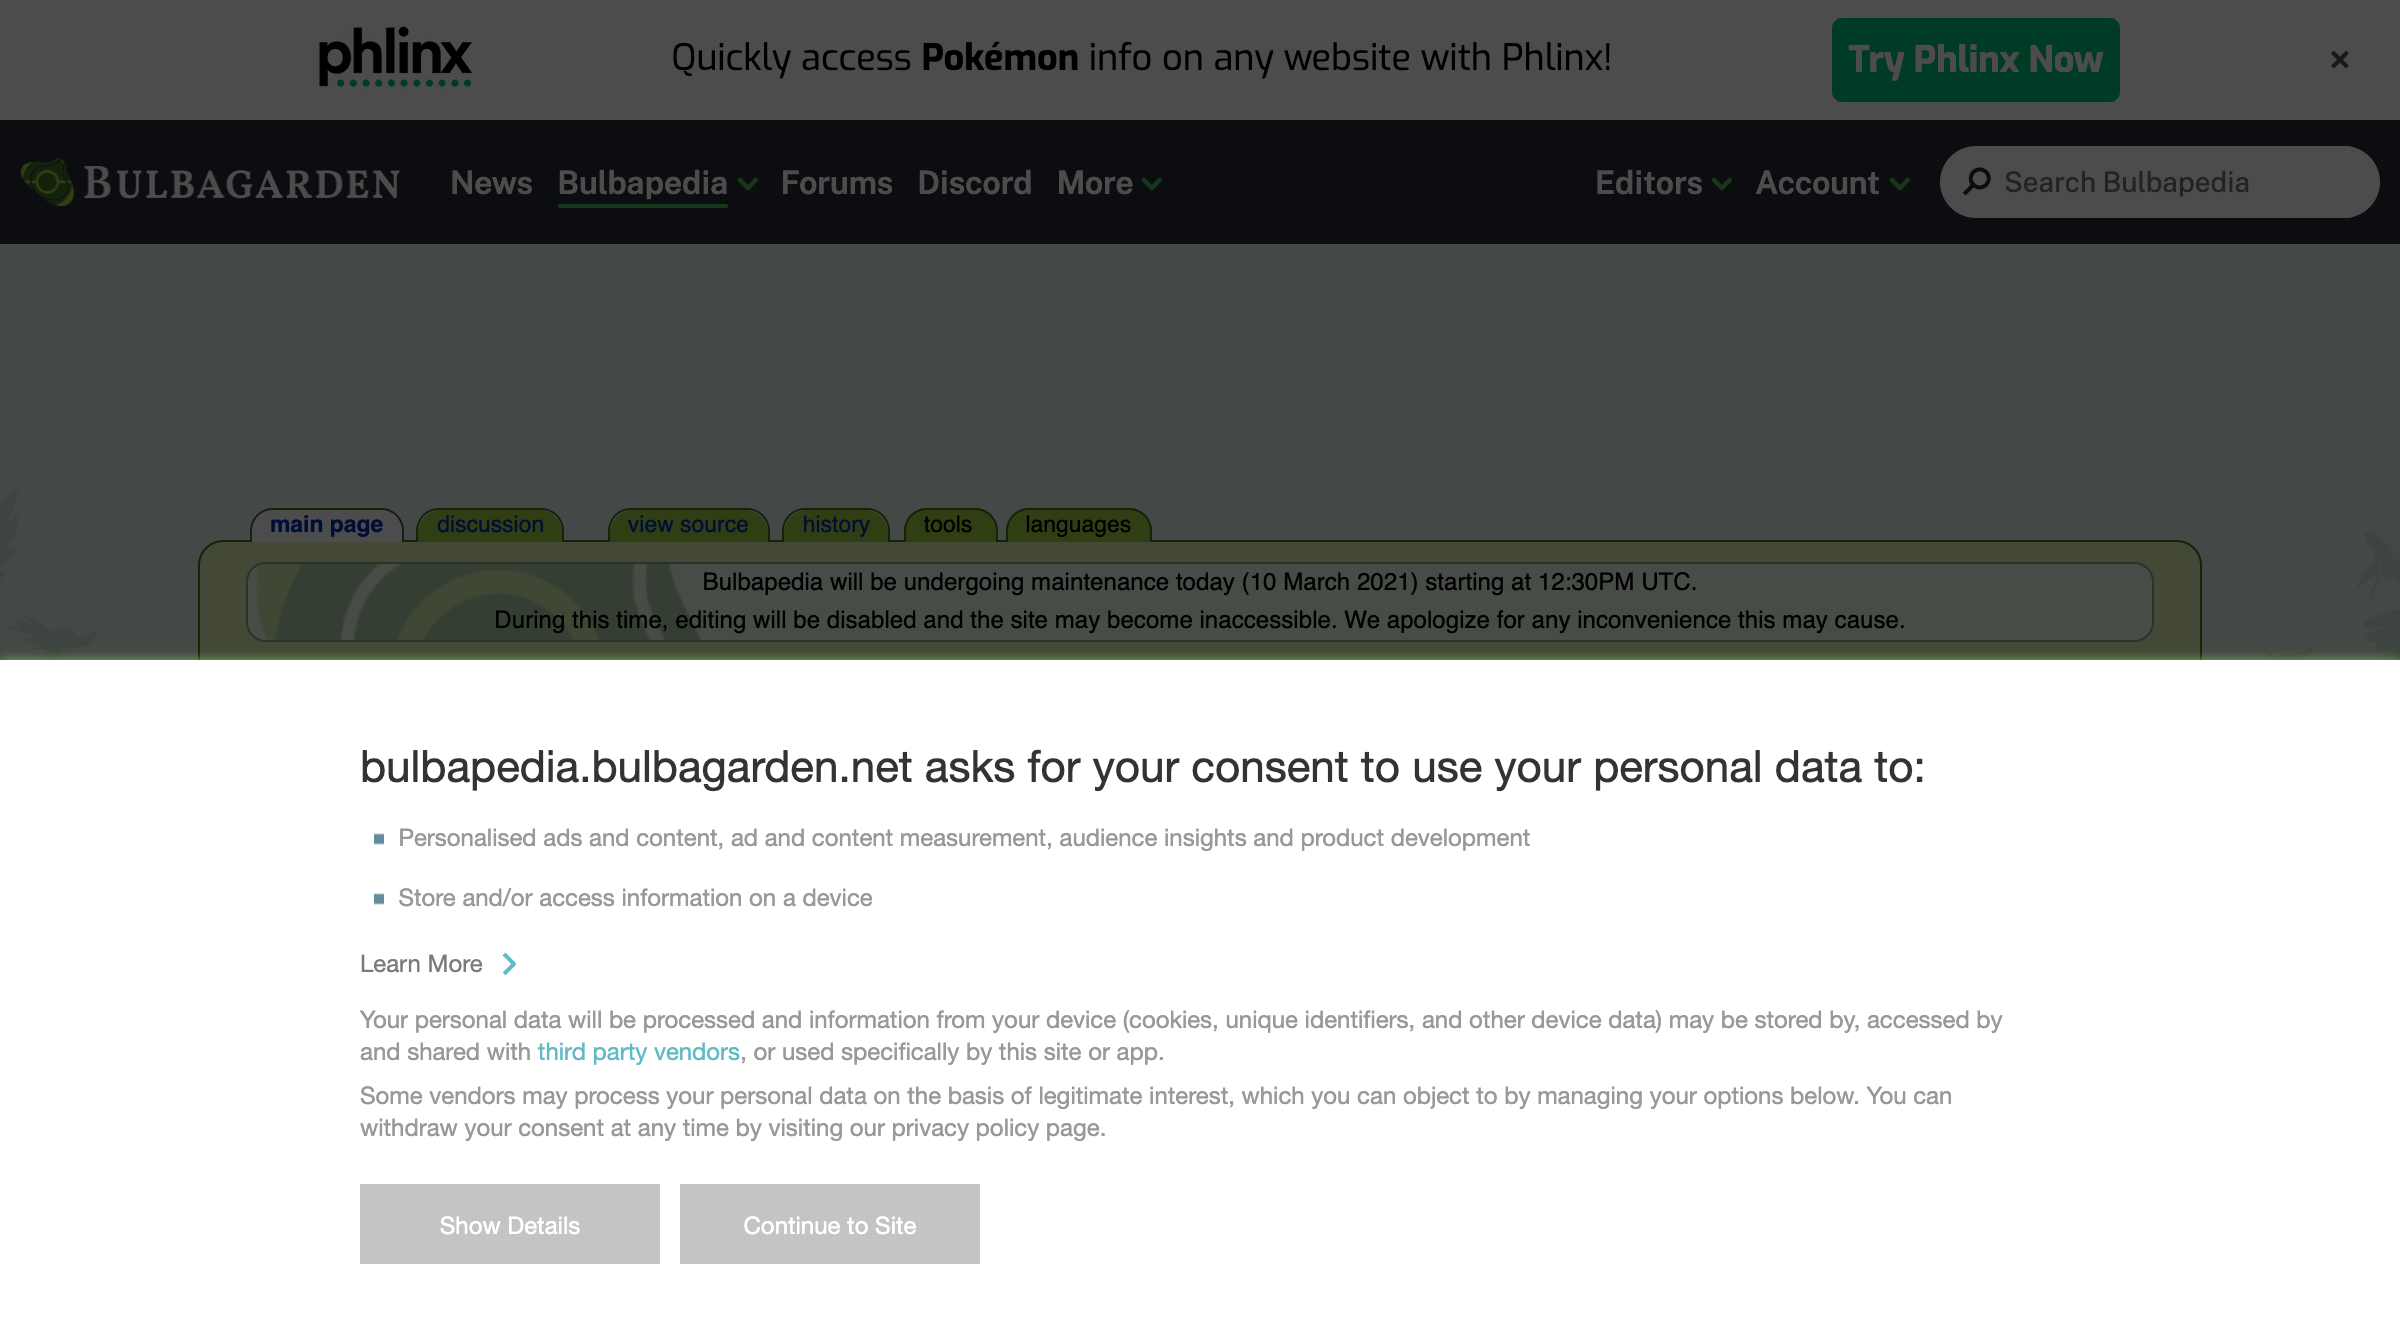 phlinx
Quickly access Pokémon info on any website with Phlinx!
Try Phlinx Now
×
BULBAGARDEN
News Bulbapedia Forums Discord More
Editors Account
Search Bulbapedia
main page discussion view source history tools languages
Bulbapedia will be undergoing maintenance today (10 March 2021) starting at 12:30PM UTC.
During this time, editing will be disabled and the site may become inaccessible. We apologize for any inconvenience this may cause.
bulbapedia.bulbagarden.net asks for your consent to use your personal data to:
Personalised ads and content, ad and content measurement, audience insights and product development
Store and/or access information on a device
Learn More
Your personal data will be processed and information from your device (cookies, unique identifiers, and other device data) may be stored by, accessed by
and shared with third party vendors, or used specifically by this site or app.
Some vendors may process your personal data on the basis of legitimate interest, which you can object to by managing your options below. You can
withdraw your consent at any time by visiting our privacy policy page.
Show Details
Continue to Site